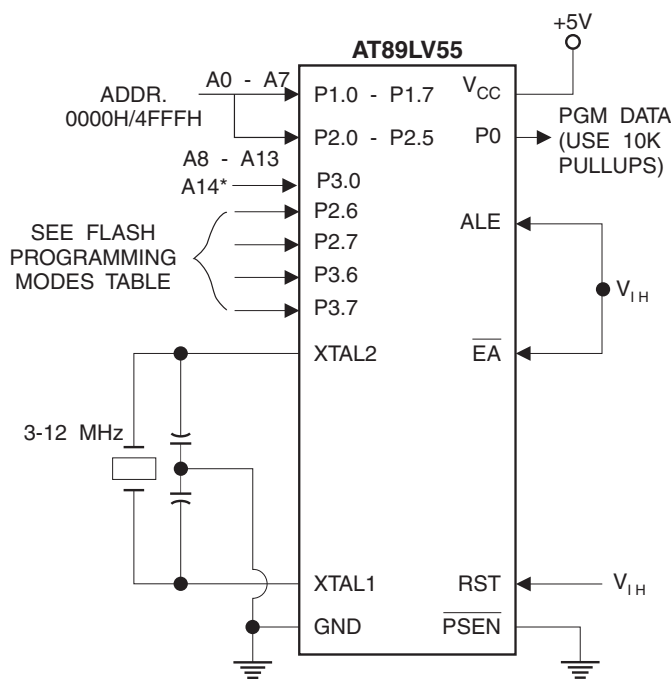 +5V
AT89LV55
ADDR.
0000H/4FFFH
A0 - A7
P1.0 - P1.7
VCC
P2.0 - P2.5
P0
PGM DATA
(USE 10K
PULLUPS)
A8 - A13
A14*
P3.0
P2.6
ALE
SEE FLASH
PROGRAMMING
MODES TABLE
P2.7
P3.6
P3.7
VIH
XTAL2
EA
3-12 MHz
XTAL1
RST
VIH
GND
PSEN